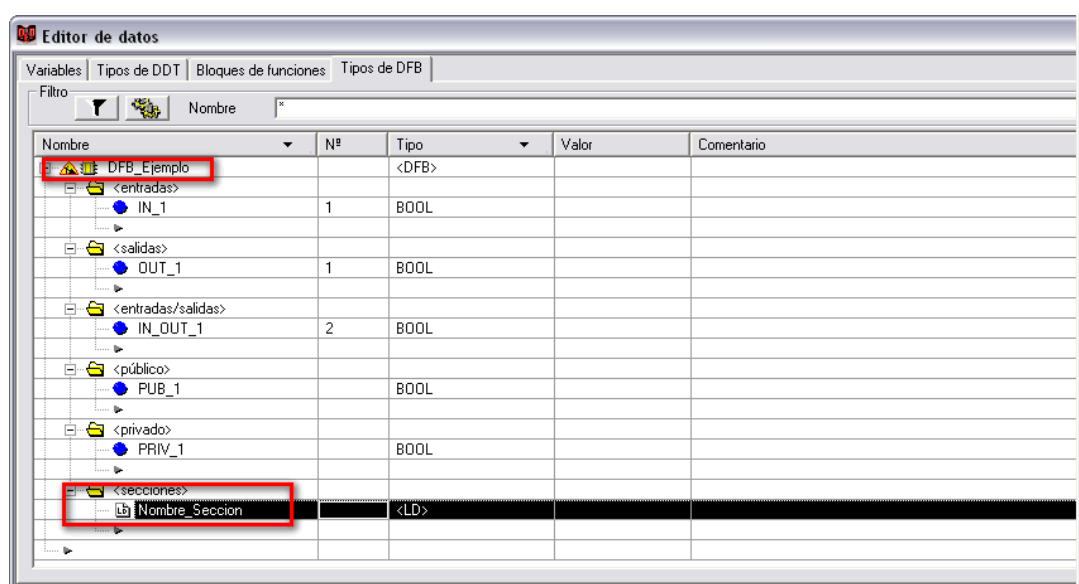 Editor de datos
Variables Tipos de DDT Bloques de funciones Tipos de DFB
Filtro
Nombre *
Nombre Nº Tipo Valor Comentario
DFB_Ejemplo <DFB>
<entradas>
IN_1 1 BOOL
<salidas>
OUT_1 1 BOOL
<entradas/salidas>
IN_OUT_1 2 BOOL
<público>
PUB_1 BOOL
<privado>
PRIV_1 BOOL
<secciones>
Nombre_Seccion <LD>